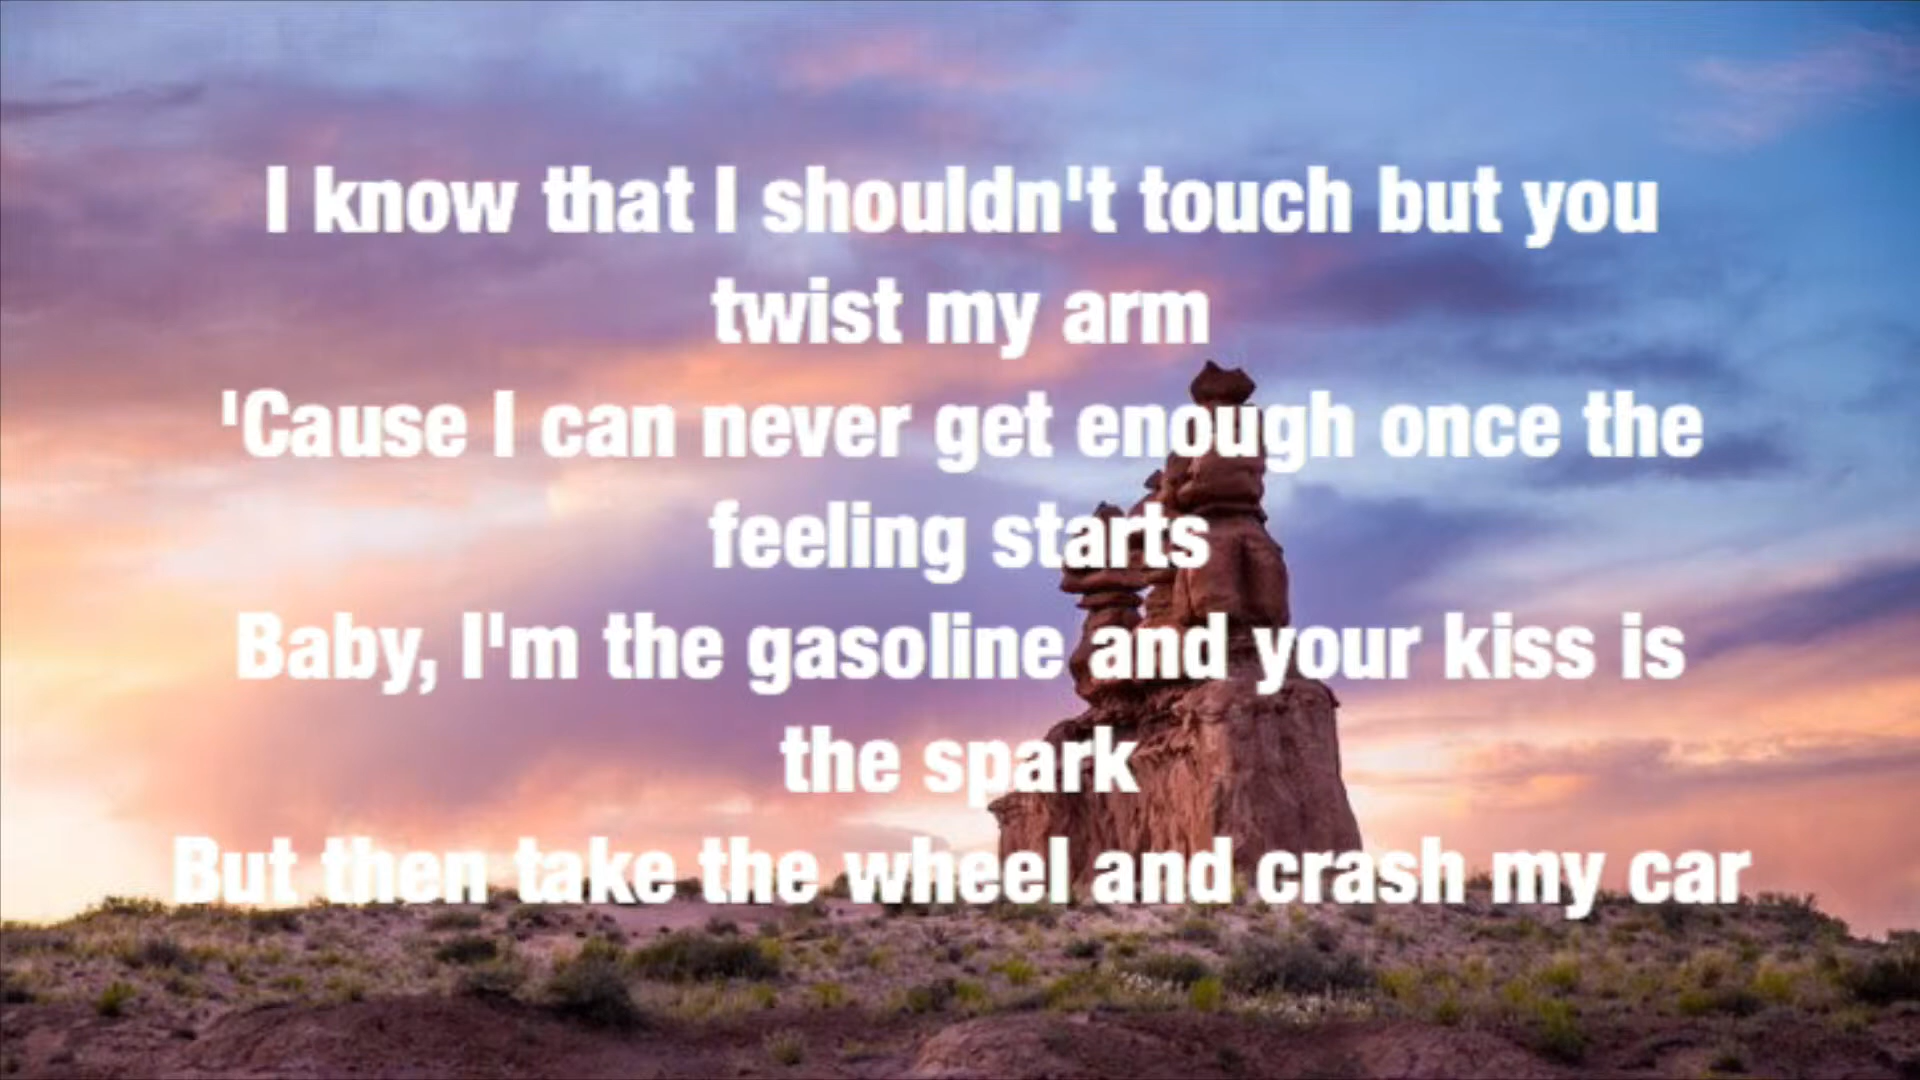 I know that I shouldn't touch but you
twist my arm
'Cause I can never get enough once the
feeling starts
Baby, I'm the gasoline and your kiss is
the spark
But then take the wheel and crash my car